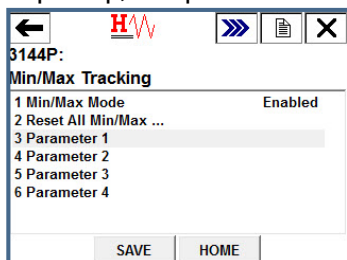 H
3144P:
Min/Max Tracking
1 Min/Max Mode Enabled
2 Reset All Min/Max ...
3 Parameter 1
4 Parameter 2
5 Parameter 3
6 Parameter 4
SAVE HOME